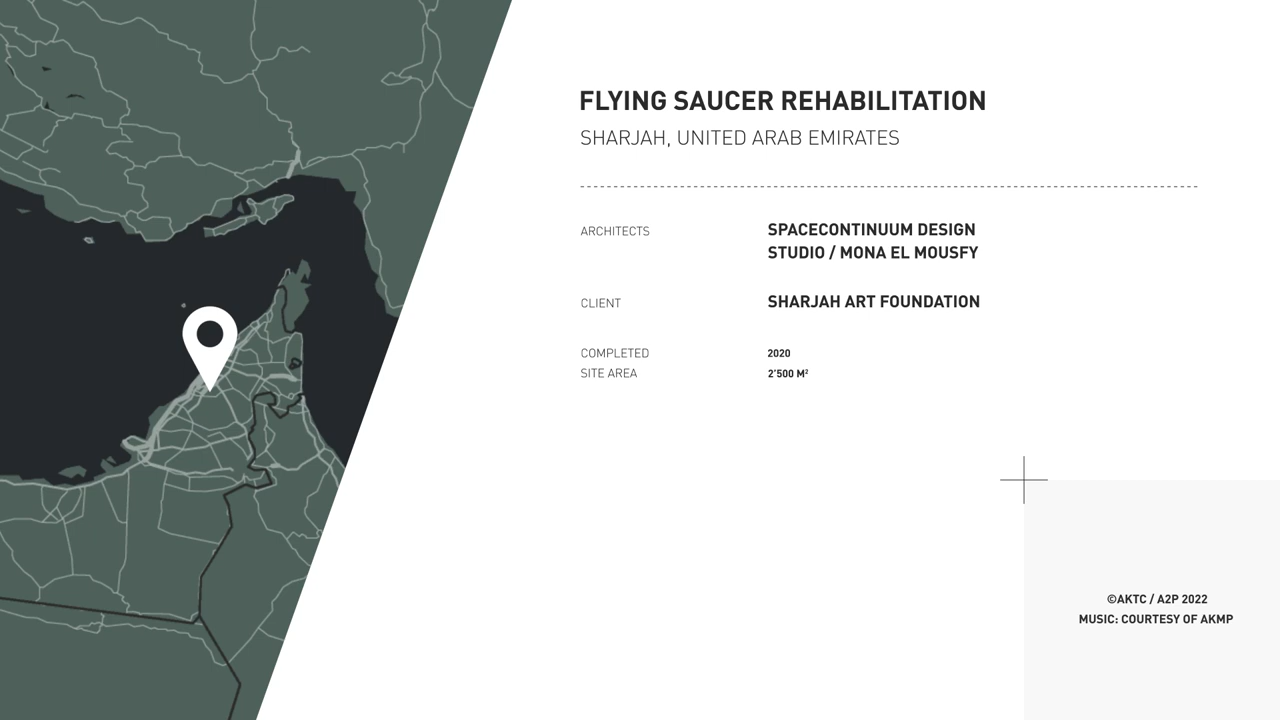 FLYING SAUCER REHABILITATION
SHARJAH, UNITED ARAB EMIRATES
ARCHITECTS
SPACECONTINUUM DESIGN
STUDIO / MONA EL MOUSFY
CLIENT
SHARJAH ART FOUNDATION
COMPLETED
2020
SITE AREA
2’500 M²
©AKTC / A2P 2022
MUSIC: COURTESY OF AKMP